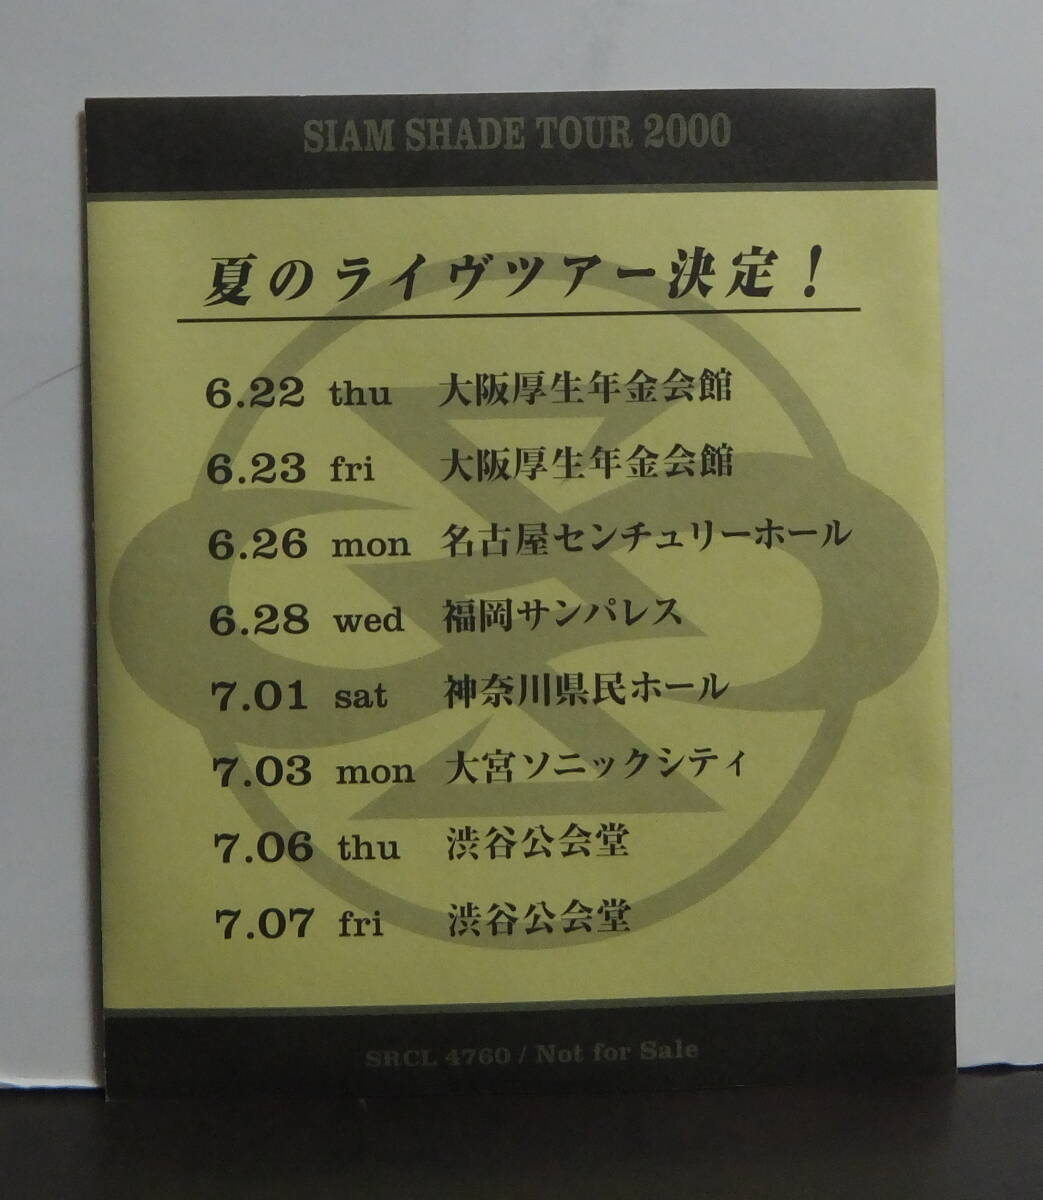 SIAM SHADE TOUR 2000
夏のライヴツアー決定！
6.22 thu 大阪厚生年金会館
6.23 fri 大阪厚生年金会館
6.26 mon 名古屋センチュリーホール
6.28 wed 福岡サンパレス
7.01 sat 神奈川県民ホール
7.03 mon 大宮ソニックシティ
7.06 thu 渋谷公会堂
7.07 fri 渋谷公会堂
SRCL 4760 / Not for Sale